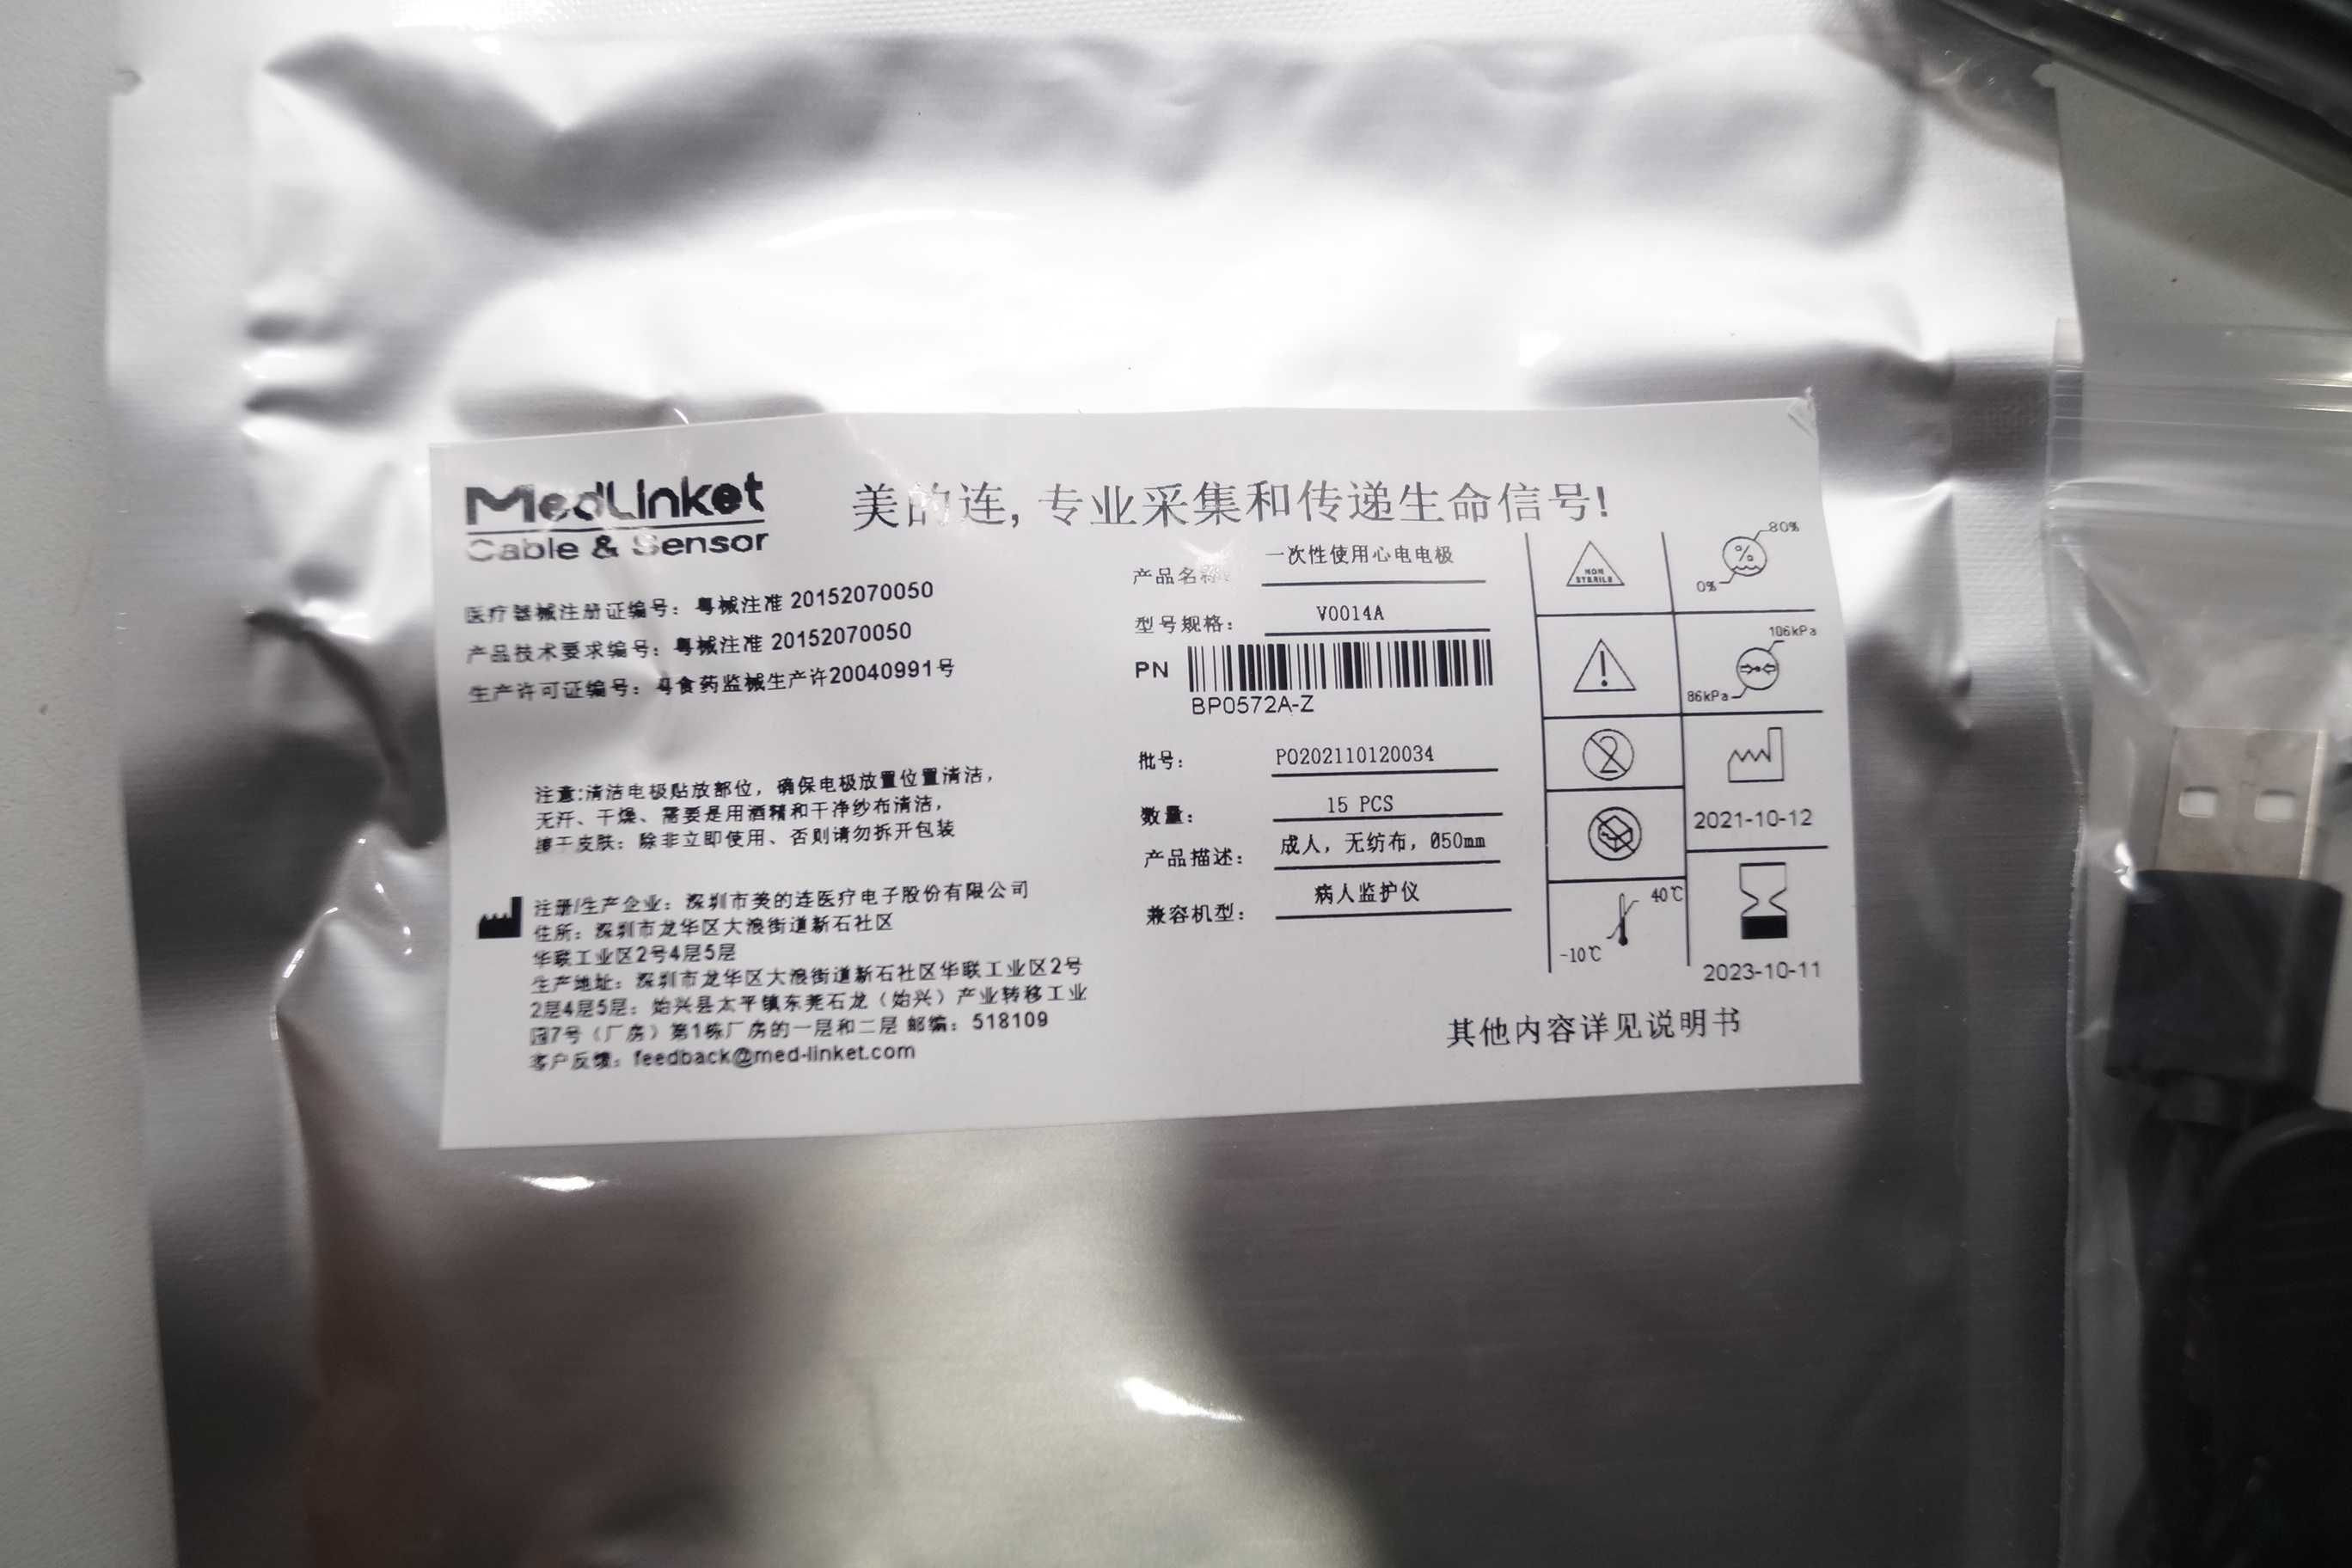 MedLinket
Cable & Sensor
美的连, 专业采集和传递生命信号!
医疗器械注册证编号: 粤械注准 20152070050
产品技术要求编号: 粤械注准 20152070050
生产许可证编号: 粤食药监械生产许20040991号
注意:清洁电极贴放部位, 确保电极放置位置清洁,
无汗、干燥、需要是用酒精和干净纱布清洁,
擦干皮肤; 除非立即使用、否则请勿拆开包装
注册/生产企业: 深圳市美的连医疗电子股份有限公司
住所: 深圳市龙华区大浪街道新石社区
华联工业区2号4层5层
生产地址: 深圳市龙华区大浪街道新石社区华联工业区2号
2层4层5层; 始兴县太平镇东莞石龙 (始兴) 产业转移工业
园7号 (厂房) 第1栋厂房的一层和二层 邮编: 518109
客户反馈: feedback@med-linket.com
产品名称: 一次性使用心电电极
型号规格: V0014A
PN
BP0572A-Z
批号: PO202110120034
数量: 15 PCS
产品描述: 成人, 无纺布, Ø50mm
兼容机型: 病人监护仪
NON
STERILE
80%
%
0%
106kPa
86kPa
2
2021-10-12
40℃
-10℃
2023-10-11
其他内容详见说明书